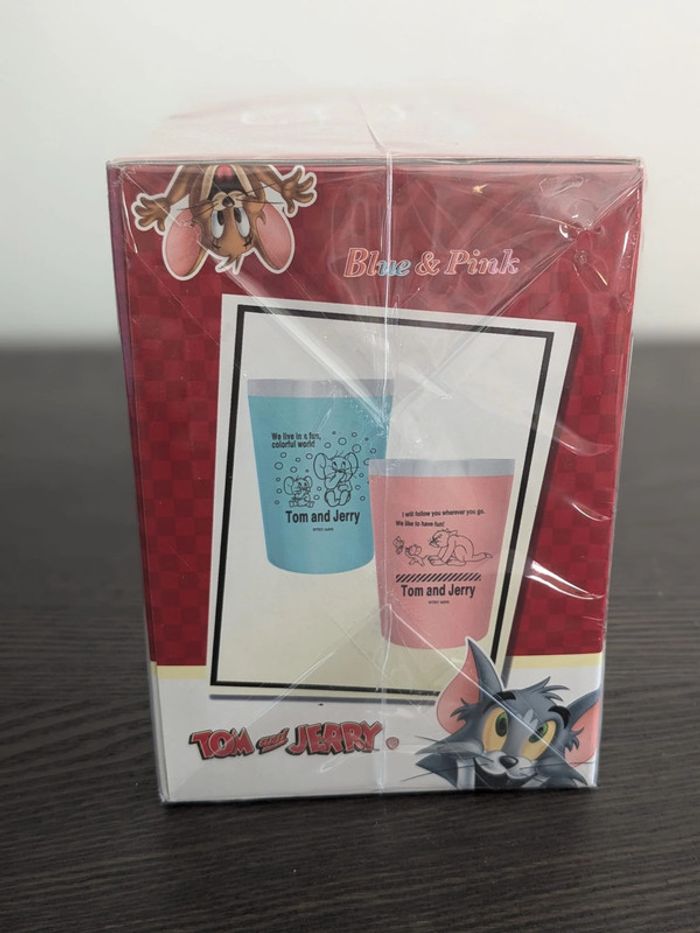 Blue & Pink
We live in a fun,
colorful world
Tom and Jerry
I will follow you wherever you go.
We like to have fun!
Tom and Jerry
TOM and JERRY